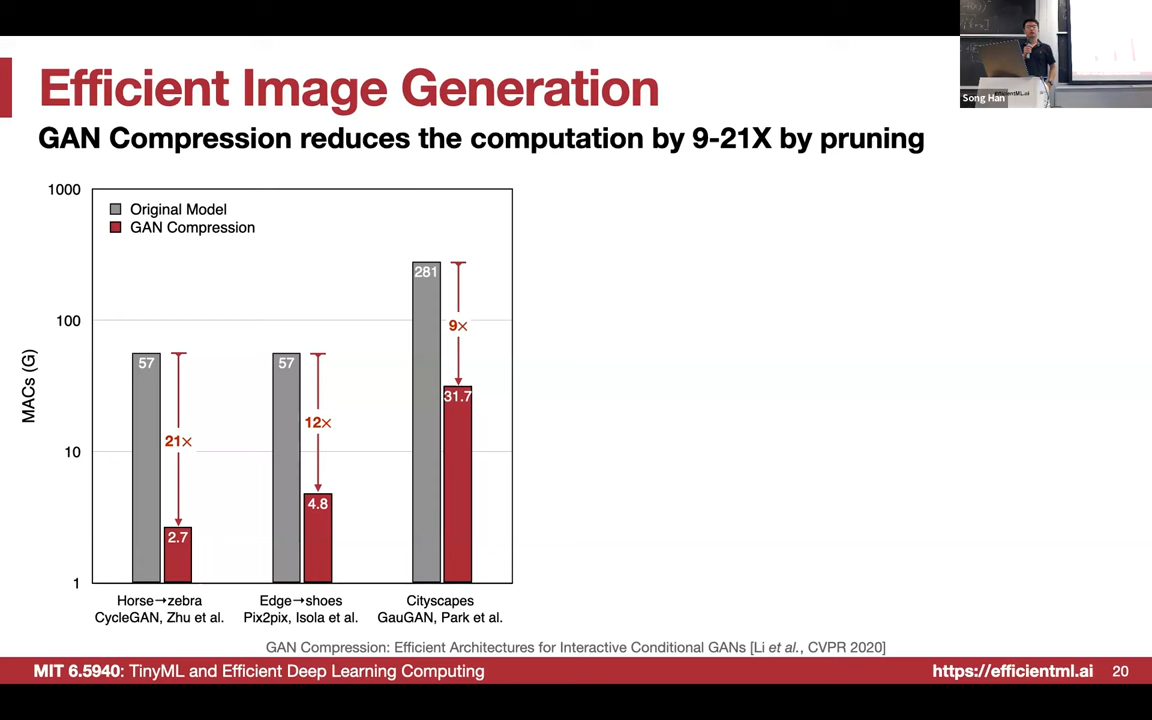 Efficient Image Generation
GAN Compression reduces the computation by 9-21X by pruning
1000
Original Model
GAN Compression
281
100
9×
57
57
31.7
MACs (G)
12×
21×
10
4.8
2.7
1
Horse→zebra
CycleGAN, Zhu et al.
Edge→shoes
Pix2pix, Isola et al.
Cityscapes
GauGAN, Park et al.
GAN Compression: Efficient Architectures for Interactive Conditional GANs [Li et al., CVPR 2020]
MIT 6.5940: TinyML and Efficient Deep Learning Computing
https://efficientml.ai
20
Song Han
EfficientML.ai